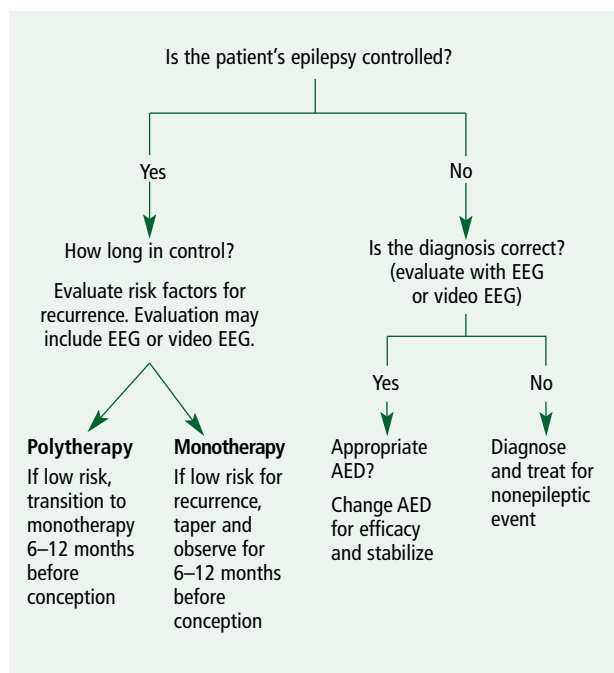 Is the patient's epilepsy controlled?
Yes
No
How long in control?
Evaluate risk factors for
recurrence. Evaluation may
include EEG or video EEG.
Is the diagnosis correct?
(evaluate with EEG
or video EEG)
Yes
No
Polytherapy
If low risk,
transition to
monotherapy
6–12 months
before
conception
Monotherapy
If low risk for
recurrence,
taper and
observe for
6–12 months
before
conception
Appropriate
AED?
Change AED
for efficacy
and stabilize
Diagnose
and treat for
nonepileptic
event